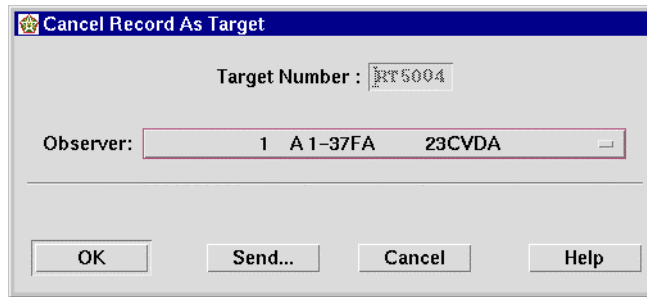 Cancel Record As Target
Target Number : RT5004
Observer: 1 A 1-37FA 23CVDA
OK Send... Cancel Help